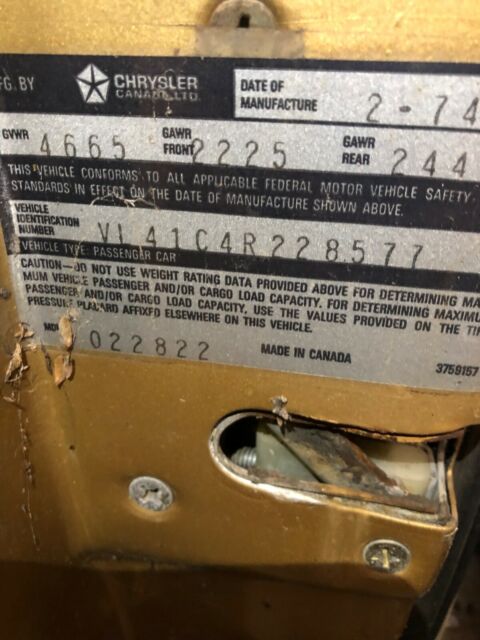 FG. BY CHRYSLER CANADA LTD. DATE OF MANUFACTURE 2-74
GVWR 4665 GAWR FRONT 2225 GAWR REAR 244
THIS VEHICLE CONFORMS TO ALL APPLICABLE FEDERAL MOTOR VEHICLE SAFETY
STANDARDS IN EFFECT ON THE DATE OF MANUFACTURE SHOWN ABOVE.
VEHICLE IDENTIFICATION NUMBER VL41C4R228577
VEHICLE TYPE: PASSENGER CAR
CAUTION—DO NOT USE WEIGHT RATING DATA PROVIDED ABOVE FOR DETERMINING MA
MUM VEHICLE PASSENGER AND/OR CARGO LOAD CAPACITY. FOR DETERMINING MAXIMU
PASSENGER AND/OR CARGO LOAD CAPACITY, USE THE VALUES PROVIDED ON THE TI
PRESSURE PLACARD AFFIXED ELSEWHERE ON THIS VEHICLE.
022822 MADE IN CANADA 3759157